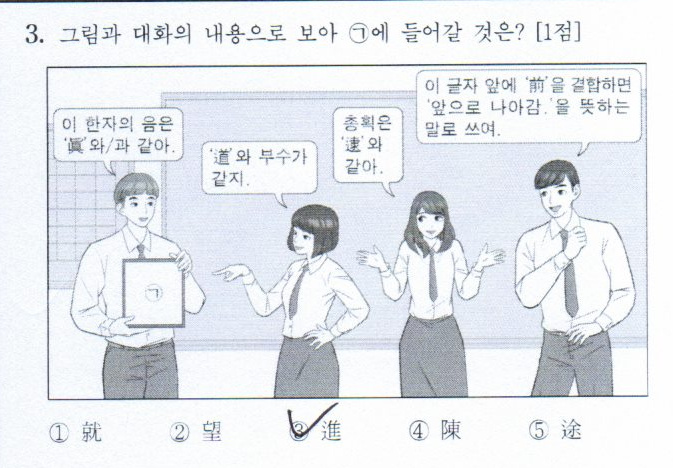 3. 그림과 대화의 내용으로 보아 ㉠에 들어갈 것은? [1점]
이 한자의 음은
'眞'와/과 같아.
'道'와 부수가
같지.
총획은
'逮'와
같아.
이 글자 앞에 '前'을 결합하면
'앞으로 나아감.'을 뜻하는
말로 쓰여.
㉠
① 就 ② 望 ③ 進 ④ 陳 ⑤ 途